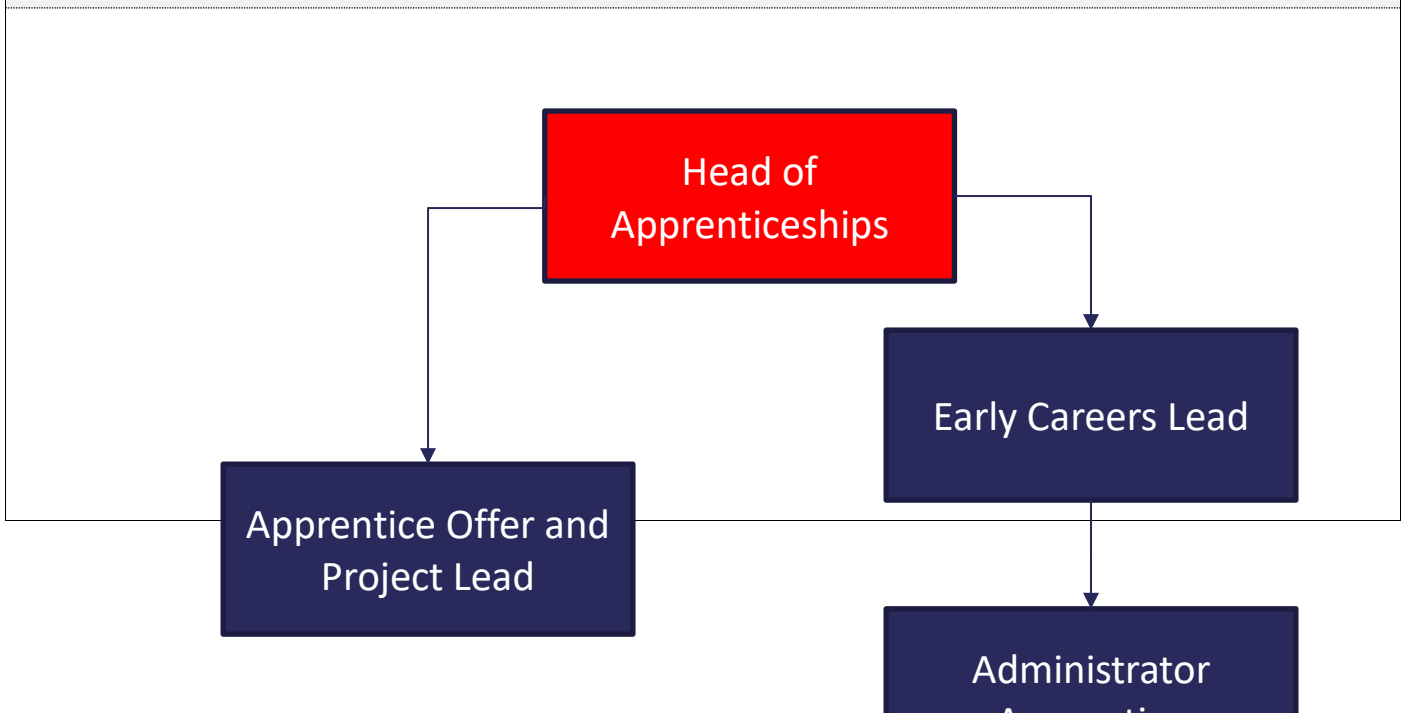 Head of
Apprenticeships
Early Careers Lead
Apprentice Offer and
Project Lead
Administrator